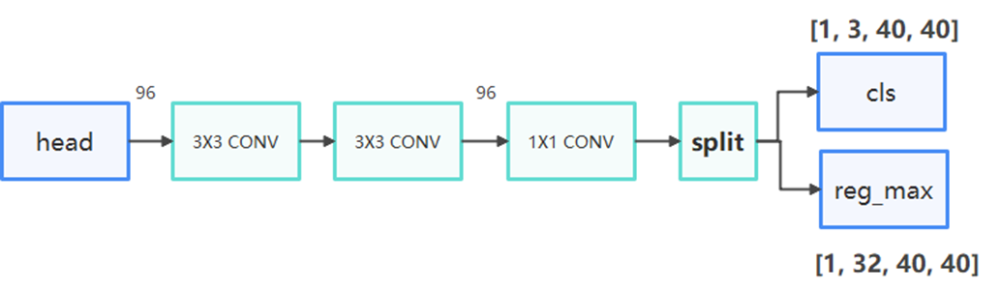 [1, 3, 40, 40]
96
96
cls
head
3X3 CONV
3X3 CONV
1X1 CONV
split
reg_max
[1, 32, 40, 40]